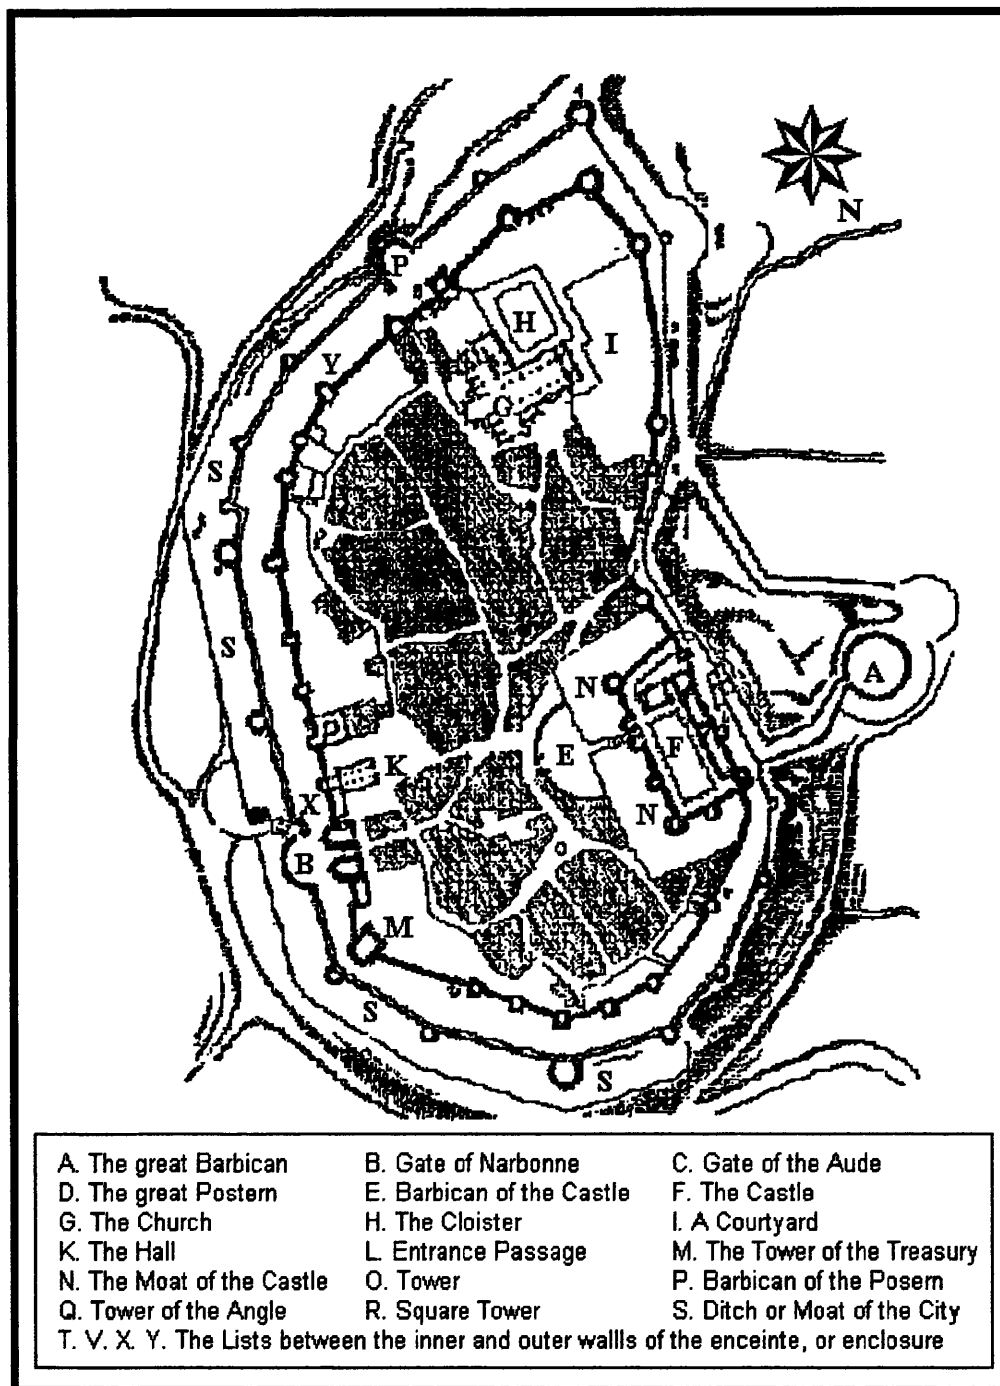 N
P
H
I
Y
G
S
S
A
N
F
E
K
N
X
B
M
S
S
A. The great Barbican B. Gate of Narbonne C. Gate of the Aude
D. The great Postern E. Barbican of the Castle F. The Castle
G. The Church H. The Cloister I. A Courtyard
K. The Hall L. Entrance Passage M. The Tower of the Treasury
N. The Moat of the Castle O. Tower P. Barbican of the Posern
Q. Tower of the Angle R. Square Tower S. Ditch or Moat of the City
T. V. X. Y. The Lists between the inner and outer wallls of the enceinte, or enclosure